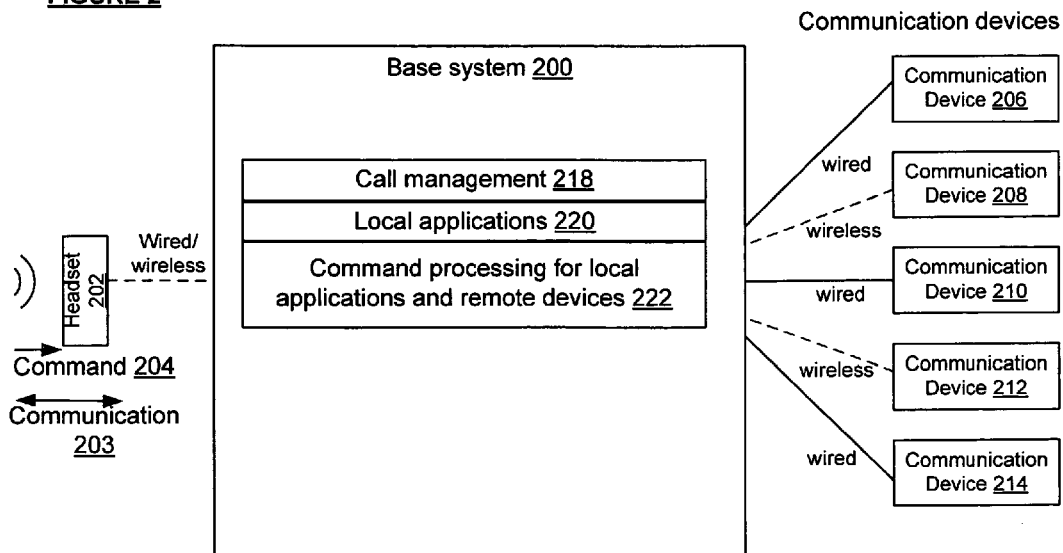 FIGURE 2
Communication devices
Base system 200
Call management 218
Local applications 220
Command processing for local
applications and remote devices 222
Wired/
wireless
Headset
202
Command 204
Communication
203
wired
wireless
wired
wireless
wired
Communication
Device 206
Communication
Device 208
Communication
Device 210
Communication
Device 212
Communication
Device 214